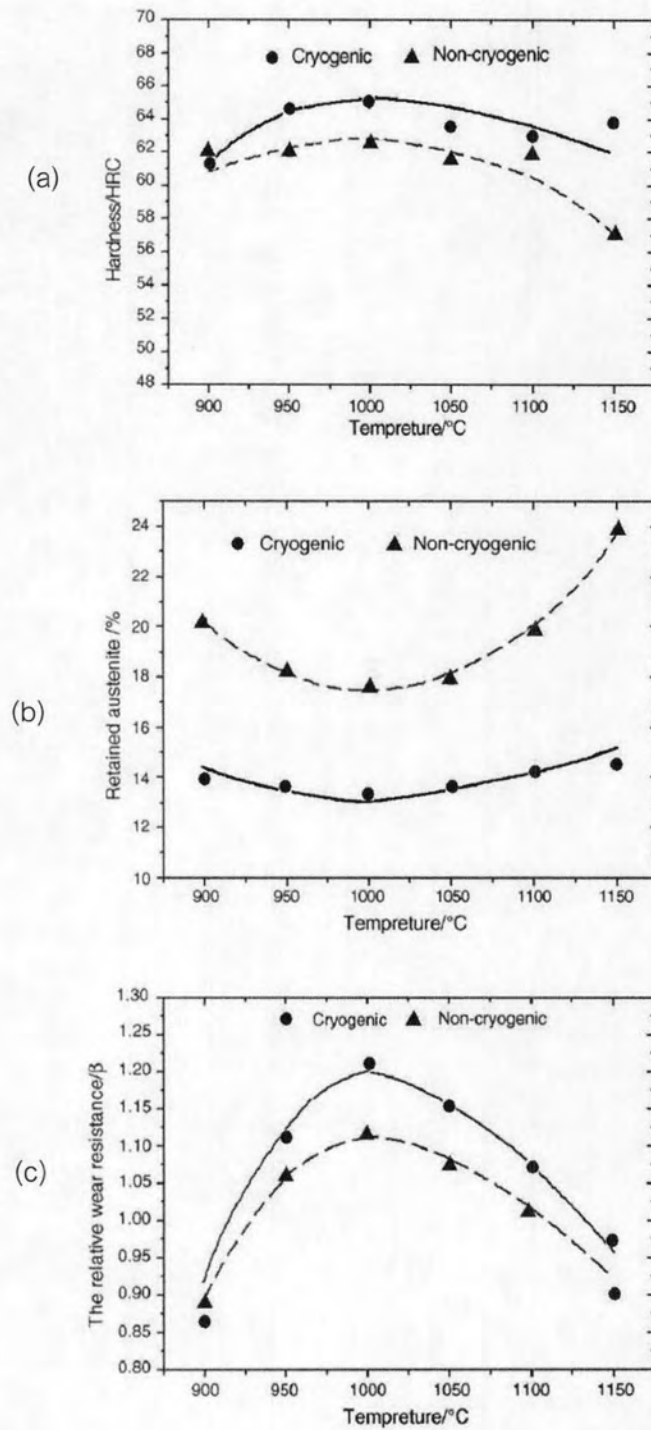 (a)
Hardness/HRC
70
68
66
64
62
60
58
56
54
52
50
48
Cryogenic
Non-cryogenic
900 950 1000 1050 1100 1150
Tempreture/°C
(b)
Retained austenite /%
24
22
20
18
16
14
12
10
Cryogenic
Non-cryogenic
900 950 1000 1050 1100 1150
Tempreture/°C
(c)
The relative wear resistance/β
1.30
1.25
1.20
1.15
1.10
1.05
1.00
0.95
0.90
0.85
0.80
Cryogenic
Non-cryogenic
900 950 1000 1050 1100 1150
Tempreture/°C